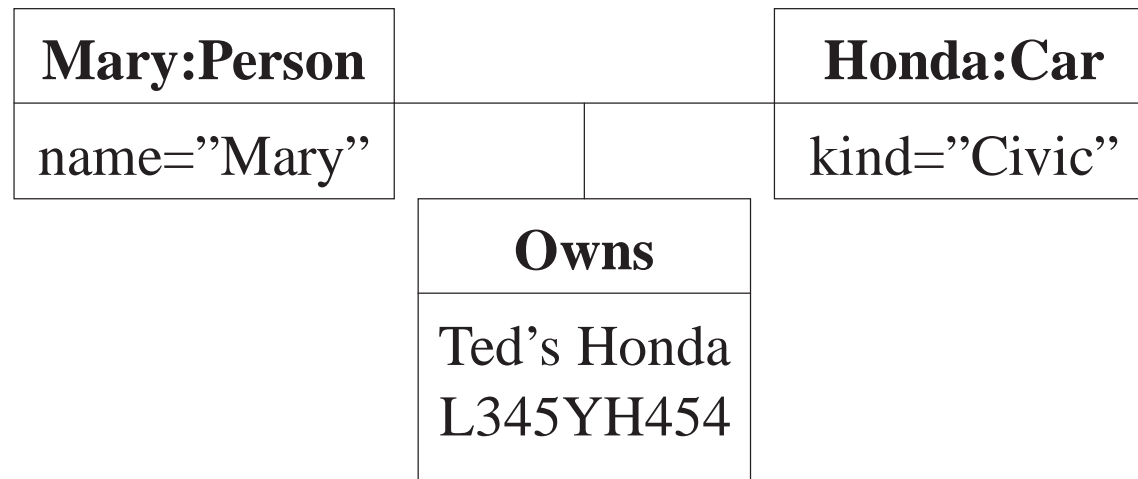 Mary:Person
name=”Mary”
Honda:Car
kind=”Civic”
Owns
Ted’s Honda
L345YH454